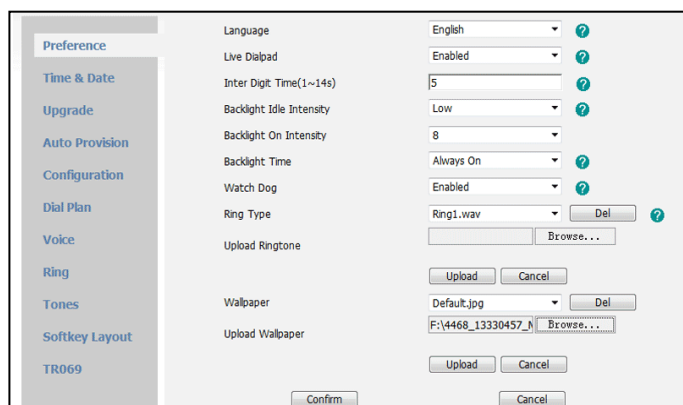 Preference
Time & Date
Upgrade
Auto Provision
Configuration
Dial Plan
Voice
Ring
Tones
Softkey Layout
TR069
Language English ?
Live Dialpad Enabled ?
Inter Digit Time(1~14s) 5 ?
Backlight Idle Intensity Low ?
Backlight On Intensity 8
Backlight Time Always On ?
Watch Dog Enabled ?
Ring Type Ring1.wav Del ?
Upload Ringtone Browse...
Upload Cancel
Wallpaper Default.jpg Del
Upload Wallpaper F:\4468_13330457_N Browse...
Upload Cancel
Confirm Cancel